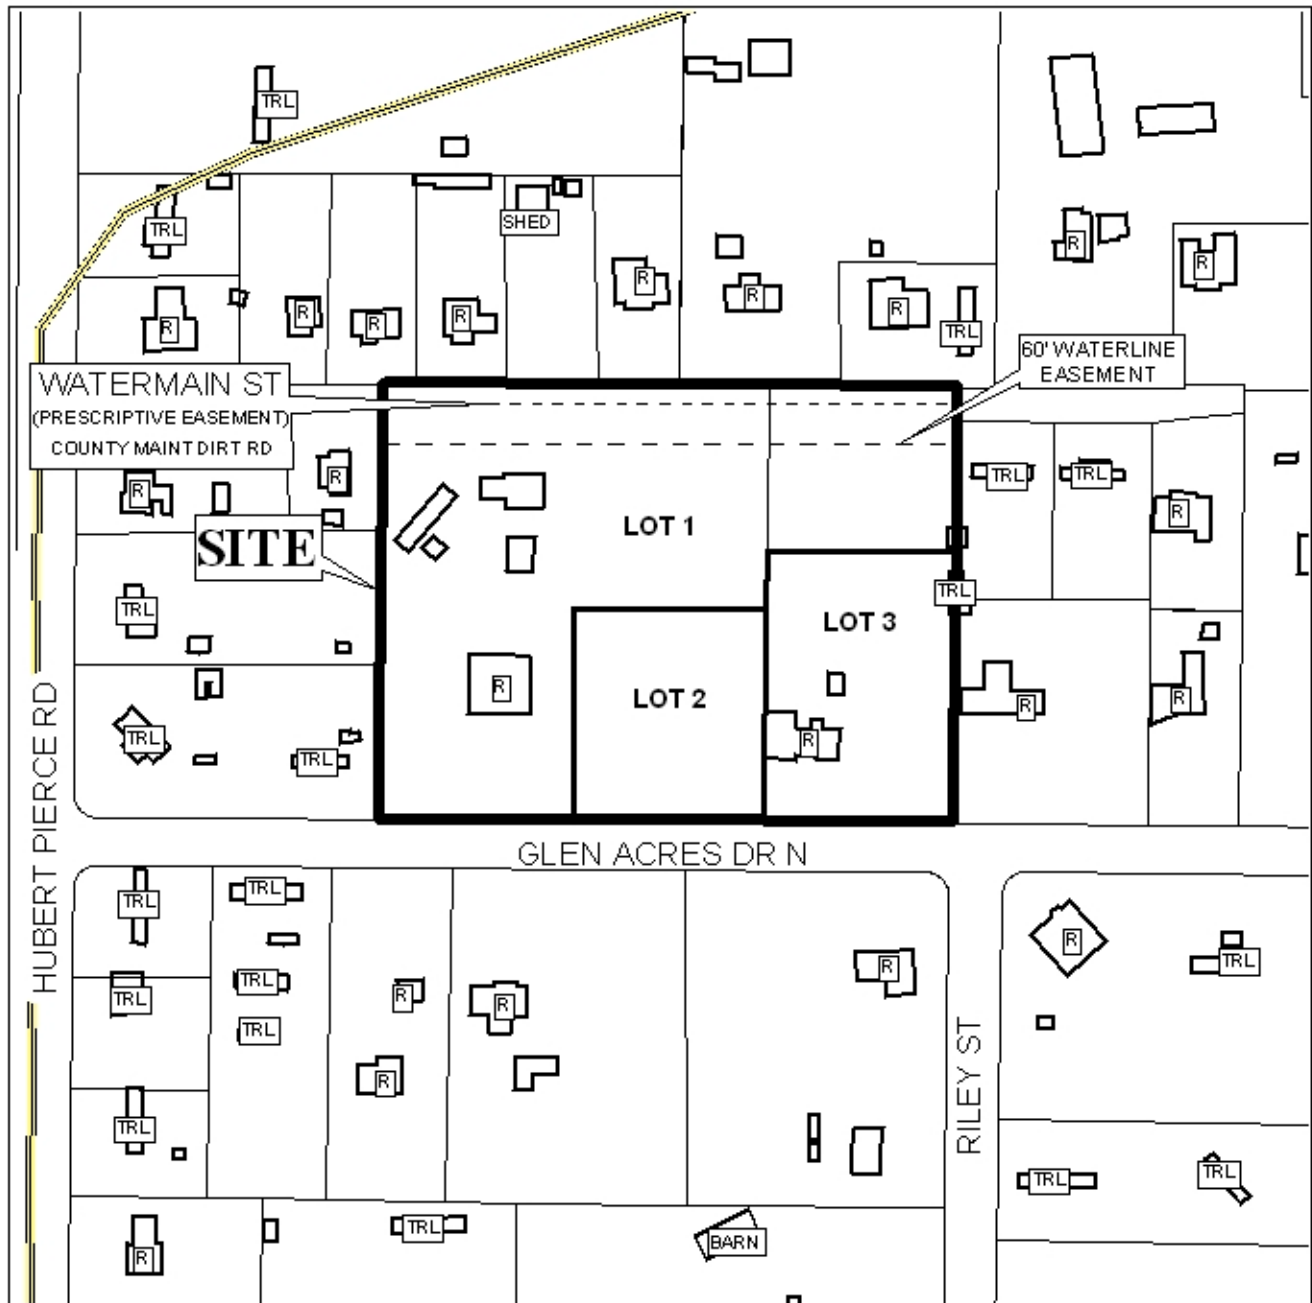 TRL
SHED
TRL
R
R
R
R
R
R
R
R
R
TRL
R
60' WATERLINE
EASEMENT
WATERMAIN ST
(PRESCRIPTIVE EASEMENT)
COUNTY MAINT DIRT RD
R
R
TRL
TRL
R
SITE
LOT 1
TRL
TRL
LOT 3
LOT 2
R
R
R
TRL
R
TRL
HUBERT PIERCE RD
GLEN ACRES DR N
TRL
TRL
R
TRL
R
TRL
R
R
TRL
TRL
R
TRL
RILEY ST
TRL
TRL
R
TRL
BARN